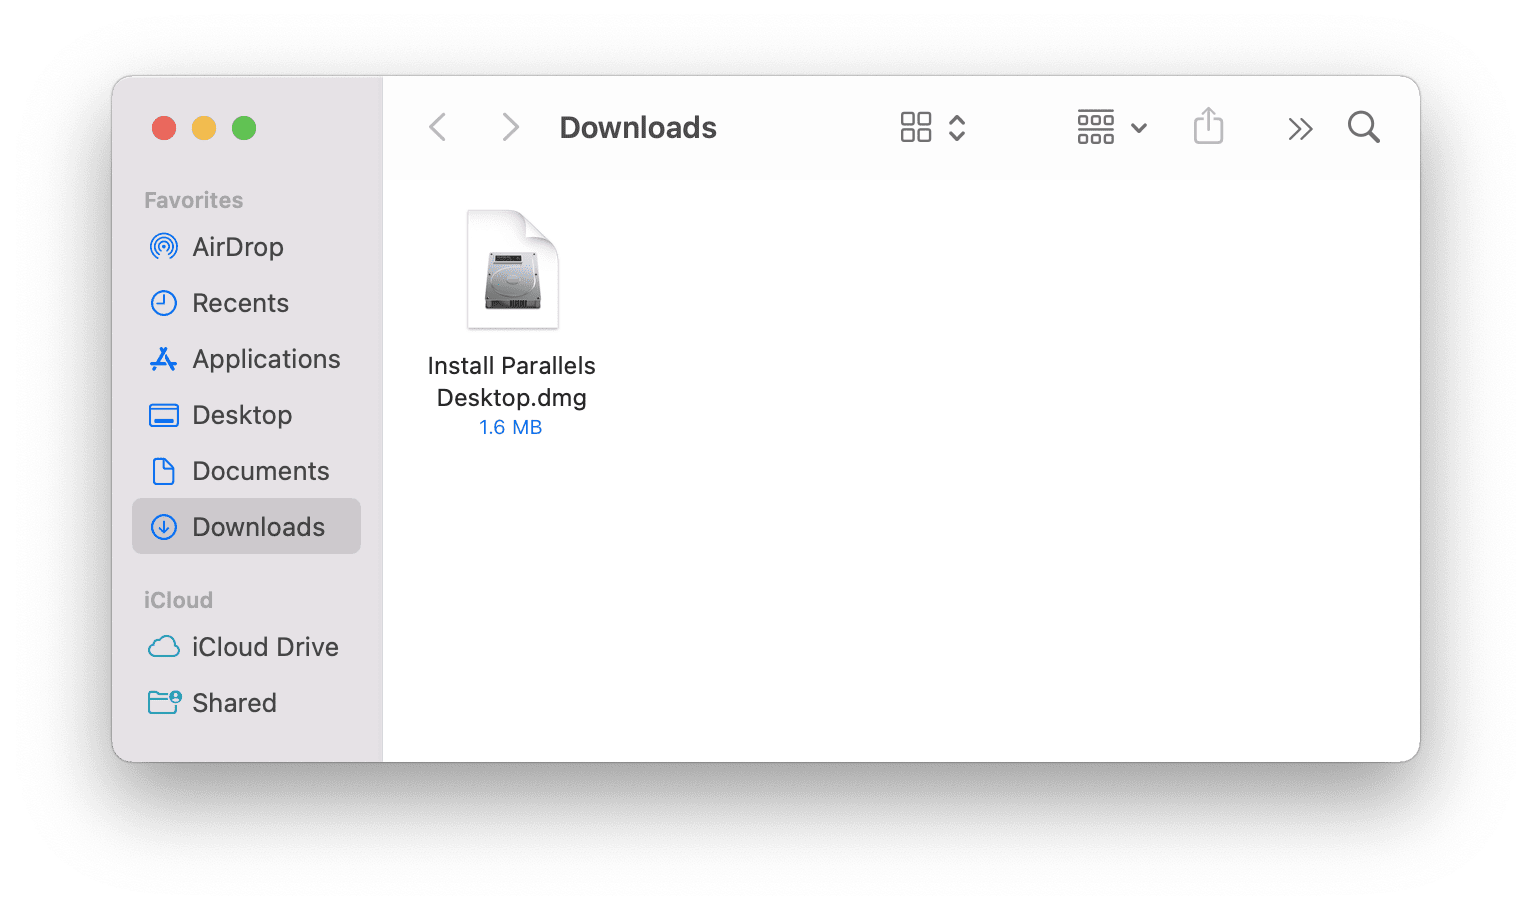 Downloads
Favorites
AirDrop
Recents
Applications
Desktop
Documents
Downloads
iCloud
iCloud Drive
Shared
Install Parallels
Desktop.dmg
1.6 MB